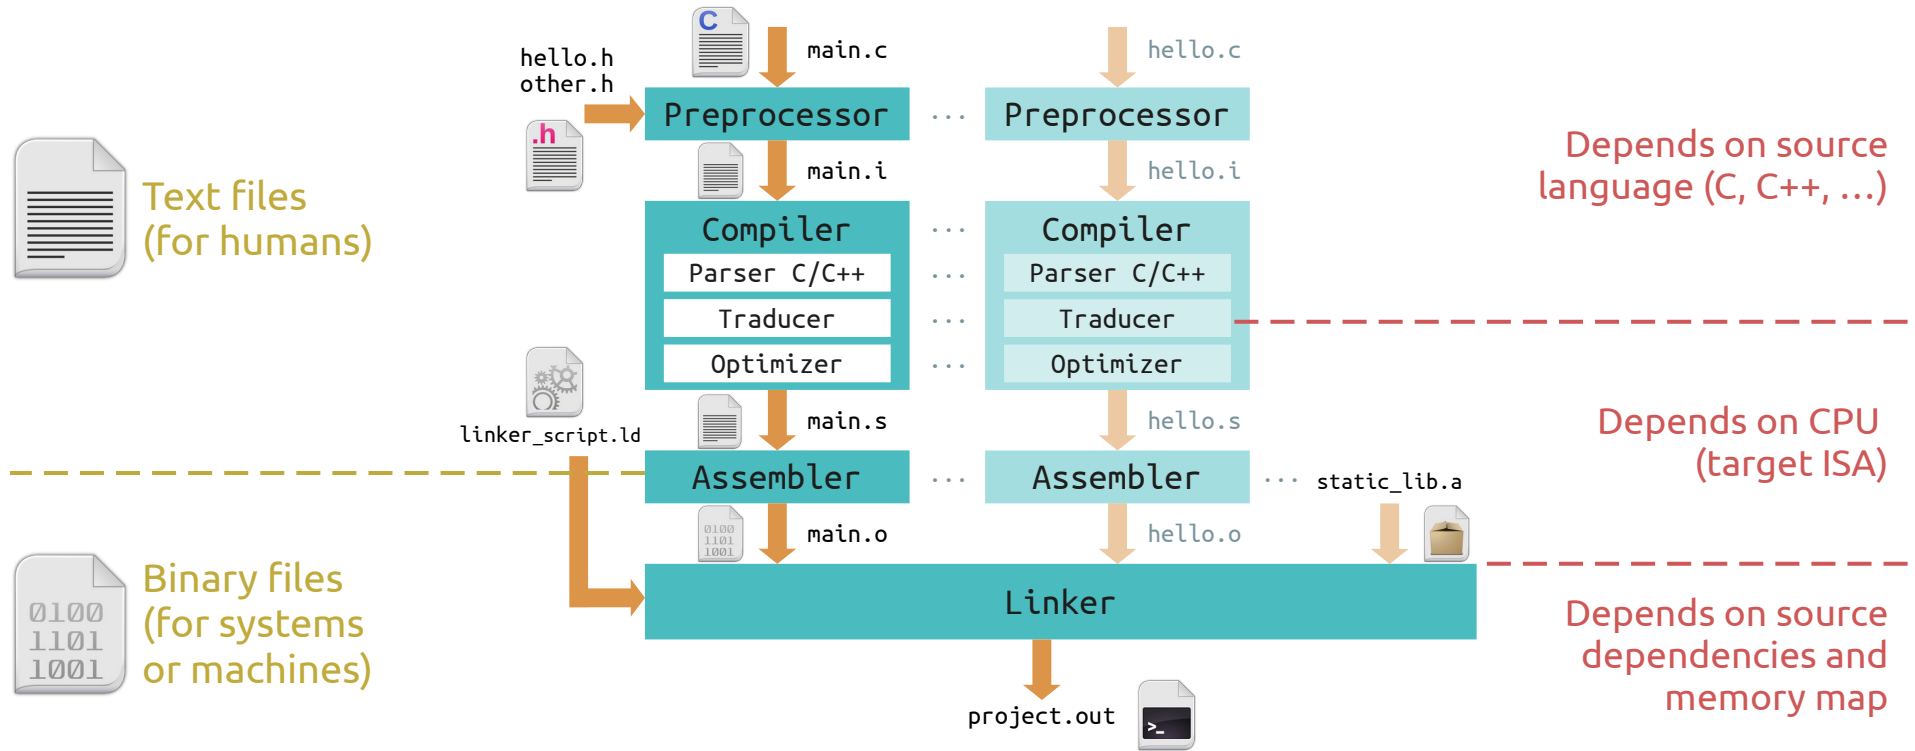 C
main.c
hello.c
hello.h
other.h
.h
Preprocessor
...
Preprocessor
main.i
hello.i
Text files
(for humans)
Depends on source
language (C, C++, ...)
Compiler
...
Compiler
Parser C/C++
...
Parser C/C++
Traducer
...
Traducer
Optimizer
...
Optimizer
linker_script.ld
main.s
hello.s
Depends on CPU
(target ISA)
Assembler
...
Assembler
...
static_lib.a
0100
1101
1001
main.o
hello.o
Binary files
(for systems
or machines)
0100
1101
1001
Linker
Depends on source
dependencies and
memory map
project.out
>_